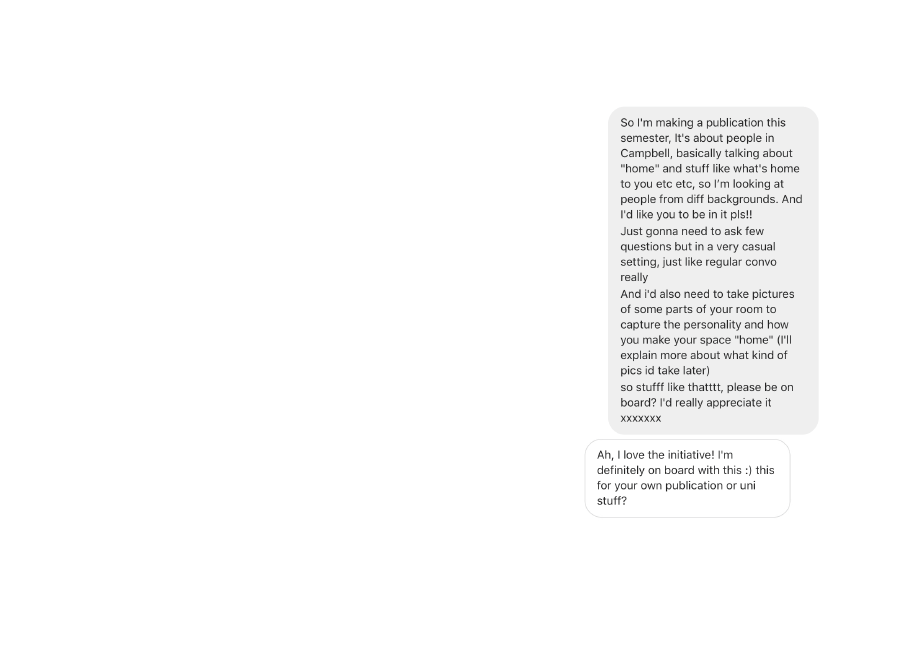 So I'm making a publication this
semester, It's about people in
Campbell, basically talking about
"home" and stuff like what's home
to you etc etc, so I'm looking at
people from diff backgrounds. And
I'd like you to be in it pls!!
Just gonna need to ask few
questions but in a very casual
setting, just like regular convo
really
And i'd also need to take pictures
of some parts of your room to
capture the personality and how
you make your space "home" (I'll
explain more about what kind of
pics id take later)
so stufff like thatttt, please be on
board? I'd really appreciate it
xxxxxxx
Ah, I love the initiative! I'm
definitely on board with this :) this
for your own publication or uni
stuff?